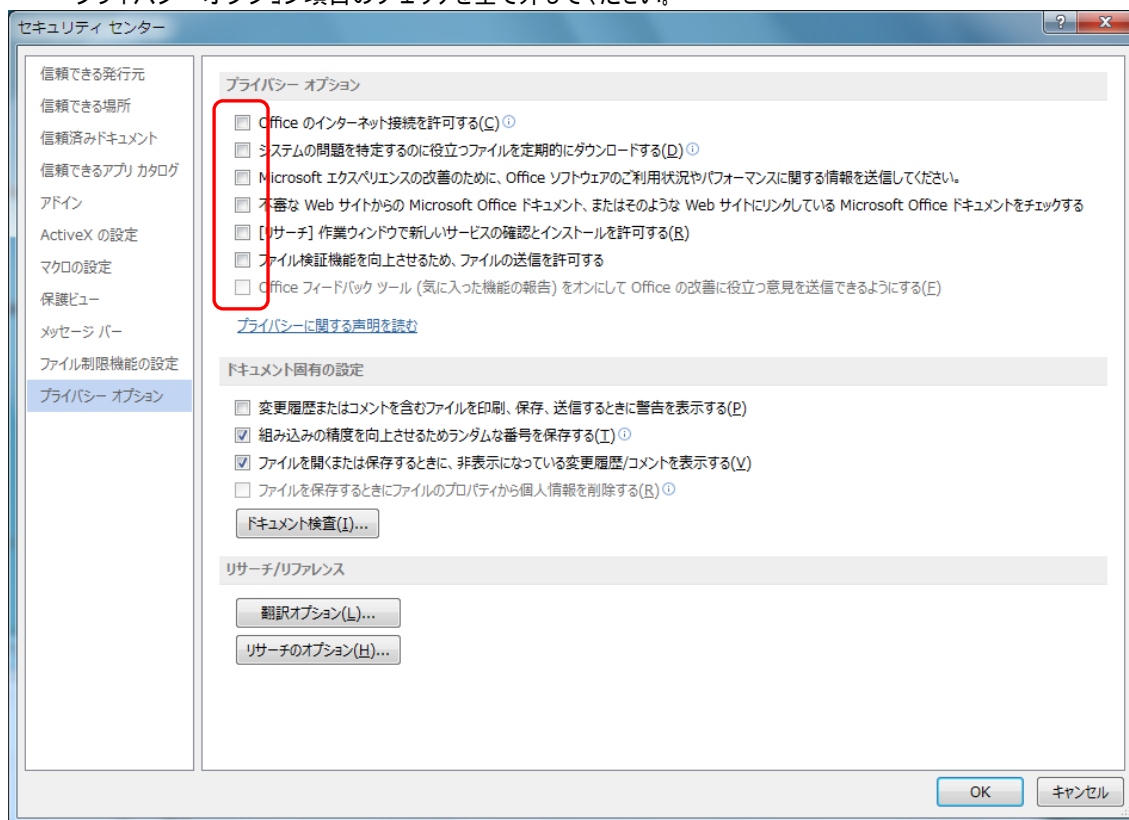 プライバシーオプション項目のチェックを全て外してください。
セキュリティ センター
信頼できる発行元
信頼できる場所
信頼済みドキュメント
信頼できるアプリ カタログ
アドイン
ActiveX の設定
マクロの設定
保護ビュー
メッセージ バー
ファイル制限機能の設定
プライバシー オプション
プライバシー オプション
Office のインターネット接続を許可する(C)
システムの問題を特定するのに役立つファイルを定期的にダウンロードする(D)
Microsoft エクスペリエンスの改善のために、Office ソフトウェアのご利用状況やパフォーマンスに関する情報を送信してください。
不審な Web サイトからの Microsoft Office ドキュメント、またはそのような Web サイトにリンクしている Microsoft Office ドキュメントをチェックする
[リサーチ] 作業ウィンドウで新しいサービスの確認とインストールを許可する(R)
ファイル検証機能を向上させるため、ファイルの送信を許可する
Office フィードバック ツール (気に入った機能の報告) をオンにして Office の改善に役立つ意見を送信できるようにする(F)
プライバシーに関する声明を読む
ドキュメント固有の設定
変更履歴またはコメントを含むファイルを印刷、保存、送信するときに警告を表示する(P)
組み込みの精度を向上させるためランダムな番号を保存する(T)
ファイルを開くまたは保存するときに、非表示になっている変更履歴/コメントを表示する(V)
ファイルを保存するときにファイルのプロパティから個人情報を削除する(R)
ドキュメント検査(I)...
リサーチ/リファレンス
翻訳オプション(L)...
リサーチのオプション(H)...
OK
キャンセル